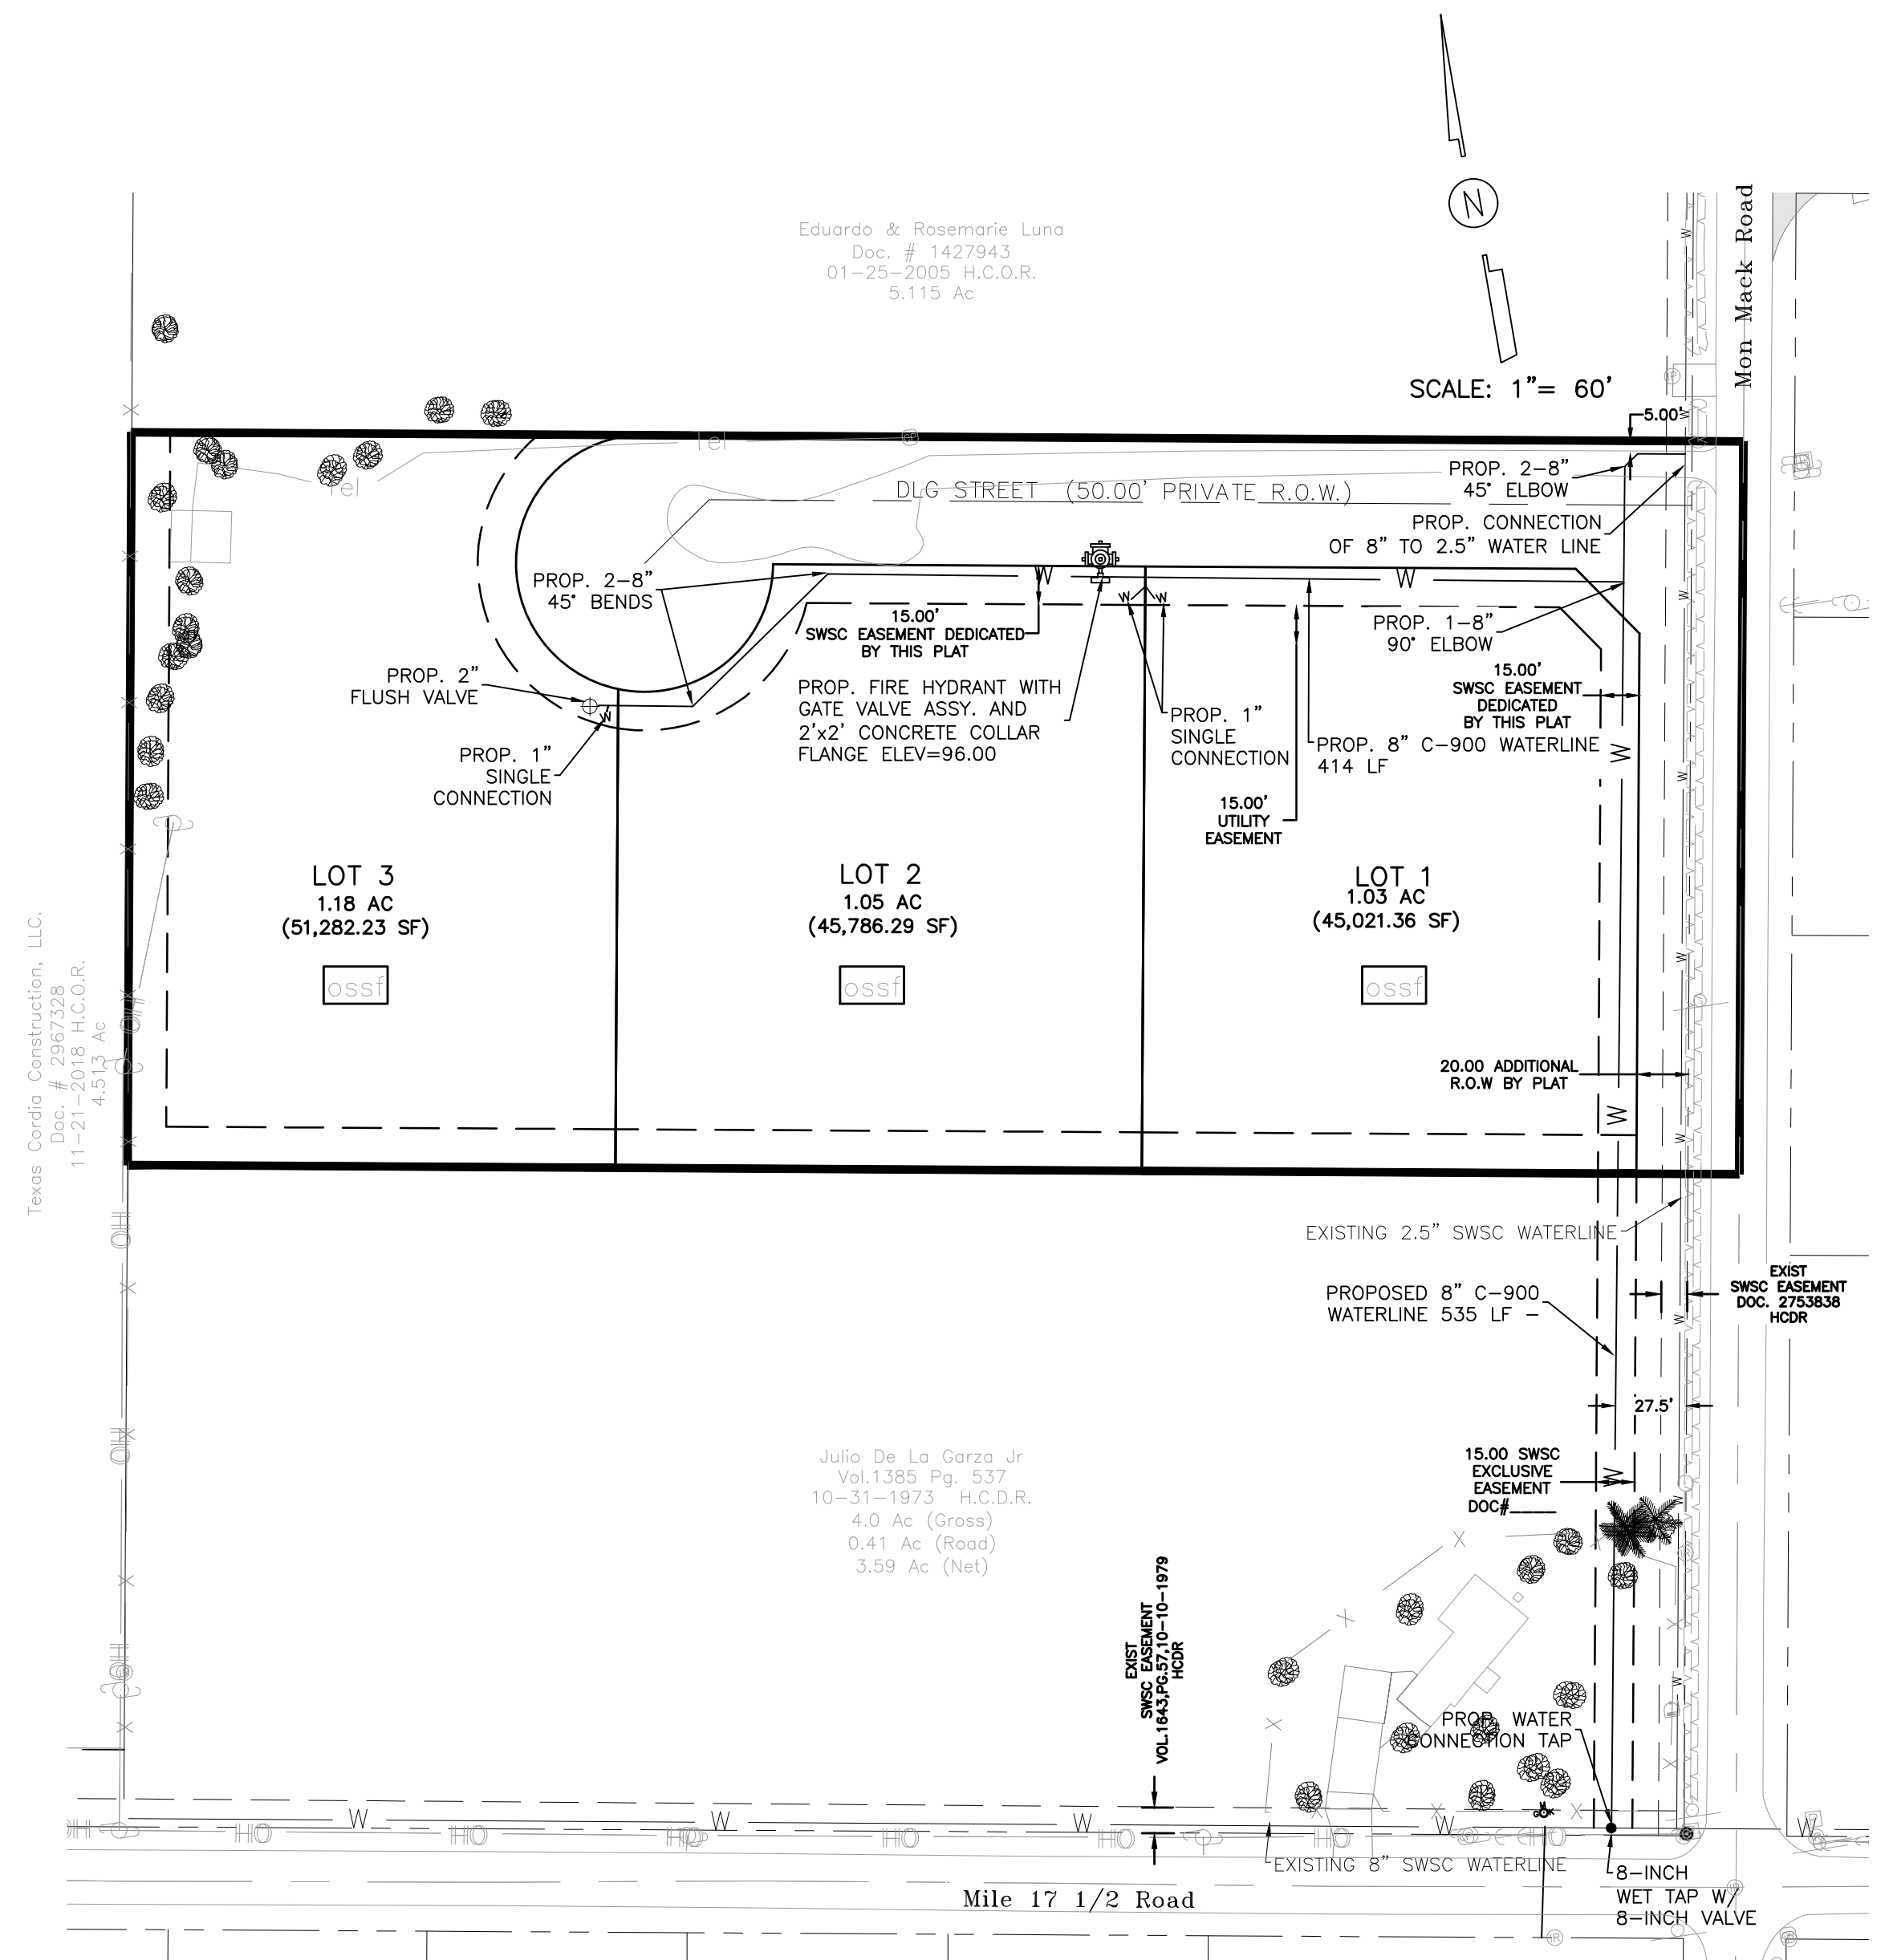 N
Mon Mack Road
Eduardo & Rosemarie Luna
Doc. # 1427943
01-25-2005 H.C.O.R.
5.115 Ac
SCALE: 1"= 60'
5.00'
Tel
Tel
DLG STREET (50.00' PRIVATE R.O.W.)
PROP. 2-8"
45° ELBOW
PROP. CONNECTION
OF 8" TO 2.5" WATER LINE
PROP. 2-8"
45° BENDS
W
W
W
W
15.00'
SWSC EASEMENT DEDICATED
BY THIS PLAT
PROP. 1-8"
90° ELBOW
PROP. 2"
FLUSH VALVE
W
PROP. 1"
SINGLE
CONNECTION
PROP. FIRE HYDRANT WITH
GATE VALVE ASSY. AND
2'x2' CONCRETE COLLAR
FLANGE ELEV=96.00
PROP. 1"
SINGLE
CONNECTION
PROP. 8" C-900 WATERLINE
414 LF
15.00'
SWSC EASEMENT
DEDICATED
BY THIS PLAT
W
15.00'
UTILITY
EASEMENT
LOT 3
1.18 AC
(51,282.23 SF)
ossf
LOT 2
1.05 AC
(45,786.29 SF)
ossf
LOT 1
1.03 AC
(45,021.36 SF)
ossf
20.00 ADDITIONAL
R.O.W BY PLAT
W
Texas Cordia Construction, LLC.
Doc. # 2967328
11-21-2018 H.C.O.R.
4.513 Ac
OH
OH
OH
OH
EXISTING 2.5" SWSC WATERLINE
EXIST
SWSC EASEMENT
DOC. 2753838
HCDR
PROPOSED 8" C-900
WATERLINE 535 LF -
27.5'
15.00 SWSC
EXCLUSIVE
EASEMENT
DOC#____
W
Julio De La Garza Jr
Vol.1385 Pg. 537
10-31-1973 H.C.D.R.
4.0 Ac (Gross)
0.41 Ac (Road)
3.59 Ac (Net)
EXIST
SWSC EASEMENT
VOL.1643,PG.57,10-10-1979
HCDR
PROP. WATER
CONNECTION TAP
W
W
W
W
W
OH
OH
OH
OH
OH
OH
OH
OH
EXISTING 8" SWSC WATERLINE
8-INCH
WET TAP W/
8-INCH VALVE
Mile 17 1/2 Road